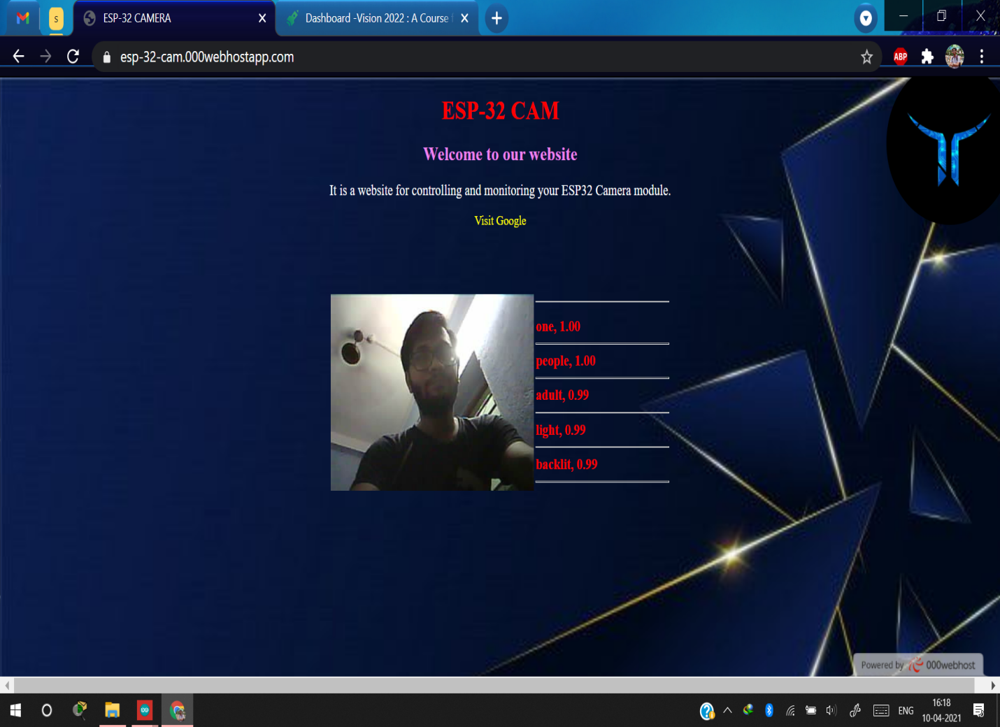 S
ESP-32 CAMERA
Dashboard -Vision 2022 : A Course f
esp-32-cam.000webhostapp.com
ABP
ESP-32 CAM
Welcome to our website
It is a website for controlling and monitoring your ESP32 Camera module.
Visit Google
one, 1.00
people, 1.00
adult, 0.99
light, 0.99
backlit, 0.99
Powered by 000webhost
ENG
16:18
10-04-2021